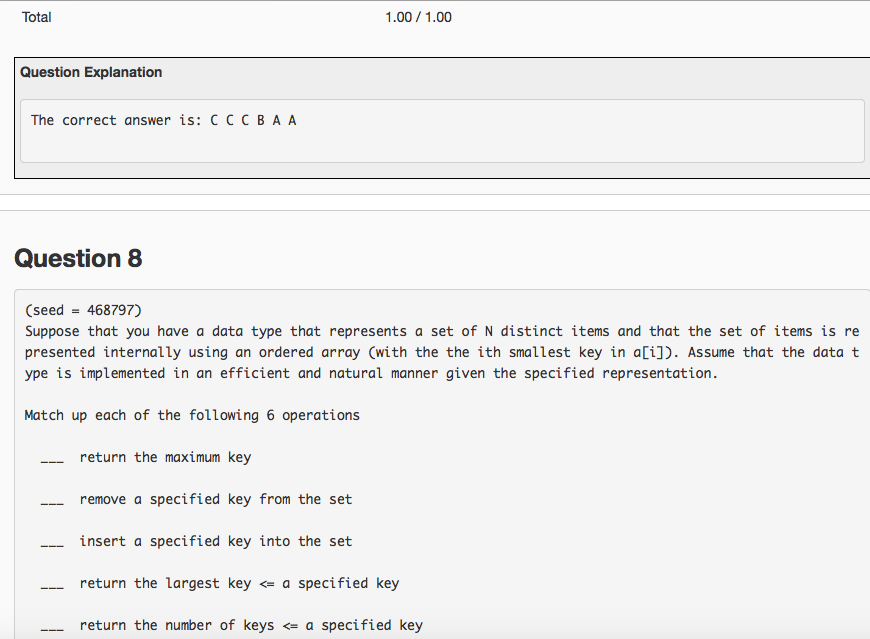 Total 1.00 / 1.00
Question Explanation
The correct answer is: C C C B A A
Question 8
(seed = 468797)
Suppose that you have a data type that represents a set of N distinct items and that the set of items is re
presented internally using an ordered array (with the the ith smallest key in a[i]). Assume that the data t
ype is implemented in an efficient and natural manner given the specified representation.
Match up each of the following 6 operations
___ return the maximum key
___ remove a specified key from the set
___ insert a specified key into the set
___ return the largest key <= a specified key
___ return the number of keys <= a specified key